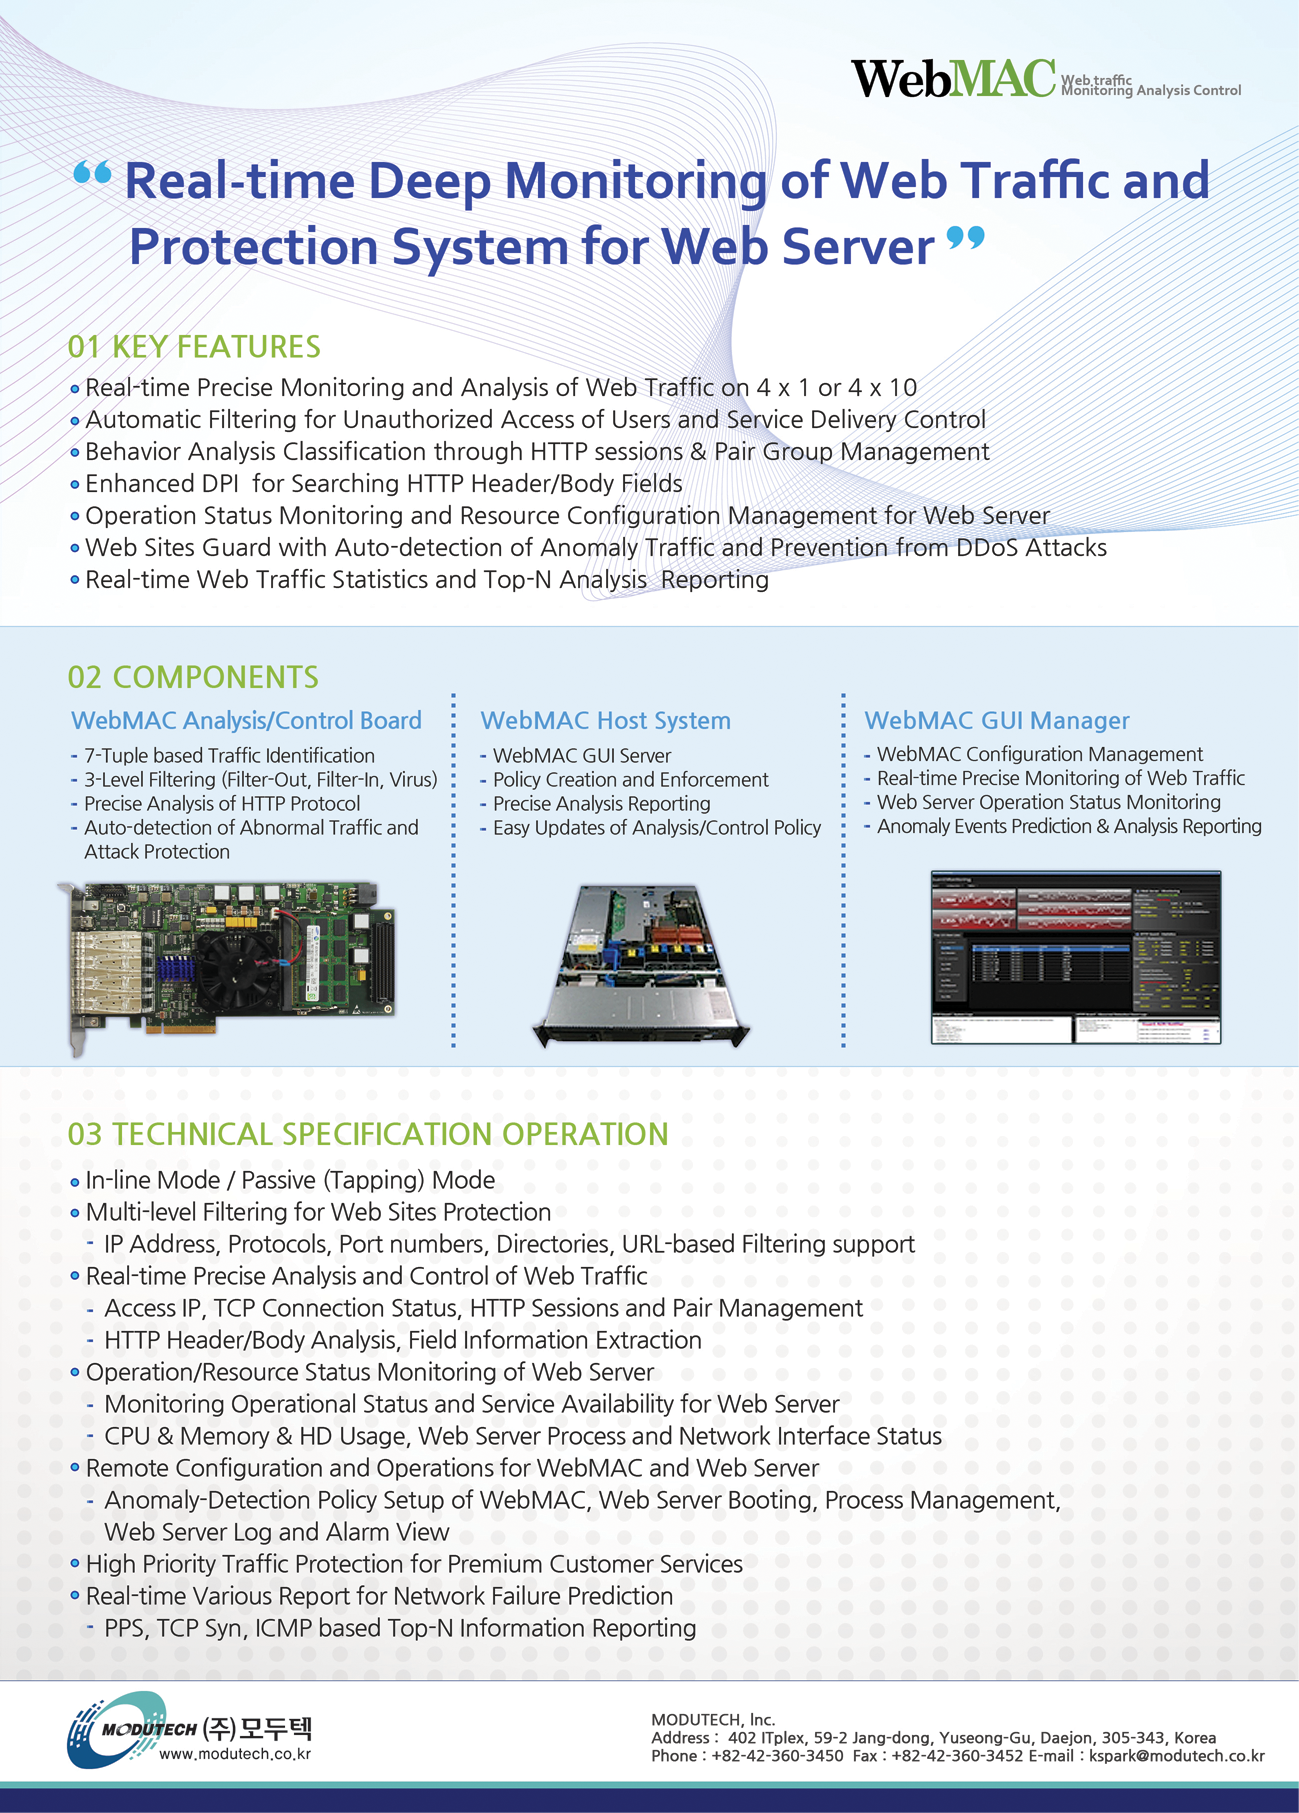 WebMAC Web traffic
Monitoring Analysis Control
“ Real-time Deep Monitoring of Web Traffic and
Protection System for Web Server ”
01 KEY FEATURES
Real-time Precise Monitoring and Analysis of Web Traffic on 4 x 1 or 4 x 10
Automatic Filtering for Unauthorized Access of Users and Service Delivery Control
Behavior Analysis Classification through HTTP sessions & Pair Group Management
Enhanced DPI for Searching HTTP Header/Body Fields
Operation Status Monitoring and Resource Configuration Management for Web Server
Web Sites Guard with Auto-detection of Anomaly Traffic and Prevention from DDoS Attacks
Real-time Web Traffic Statistics and Top-N Analysis Reporting
02 COMPONENTS
WebMAC Analysis/Control Board
- 7-Tuple based Traffic Identification
- 3-Level Filtering (Filter-Out, Filter-In, Virus)
- Precise Analysis of HTTP Protocol
- Auto-detection of Abnormal Traffic and
Attack Protection
WebMAC Host System
- WebMAC GUI Server
- Policy Creation and Enforcement
- Precise Analysis Reporting
- Easy Updates of Analysis/Control Policy
WebMAC GUI Manager
- WebMAC Configuration Management
- Real-time Precise Monitoring of Web Traffic
- Web Server Operation Status Monitoring
- Anomaly Events Prediction & Analysis Reporting
03 TECHNICAL SPECIFICATION OPERATION
In-line Mode / Passive (Tapping) Mode
Multi-level Filtering for Web Sites Protection
- IP Address, Protocols, Port numbers, Directories, URL-based Filtering support
Real-time Precise Analysis and Control of Web Traffic
- Access IP, TCP Connection Status, HTTP Sessions and Pair Management
- HTTP Header/Body Analysis, Field Information Extraction
Operation/Resource Status Monitoring of Web Server
- Monitoring Operational Status and Service Availability for Web Server
- CPU & Memory & HD Usage, Web Server Process and Network Interface Status
Remote Configuration and Operations for WebMAC and Web Server
- Anomaly-Detection Policy Setup of WebMAC, Web Server Booting, Process Management,
Web Server Log and Alarm View
High Priority Traffic Protection for Premium Customer Services
Real-time Various Report for Network Failure Prediction
- PPS, TCP Syn, ICMP based Top-N Information Reporting
MODUTECH (주)모두텍
www.modutech.co.kr
MODUTECH, Inc.
Address : 402 ITplex, 59-2 Jang-dong, Yuseong-Gu, Daejon, 305-343, Korea
Phone : +82-42-360-3450 Fax : +82-42-360-3452 E-mail : kspark@modutech.co.kr